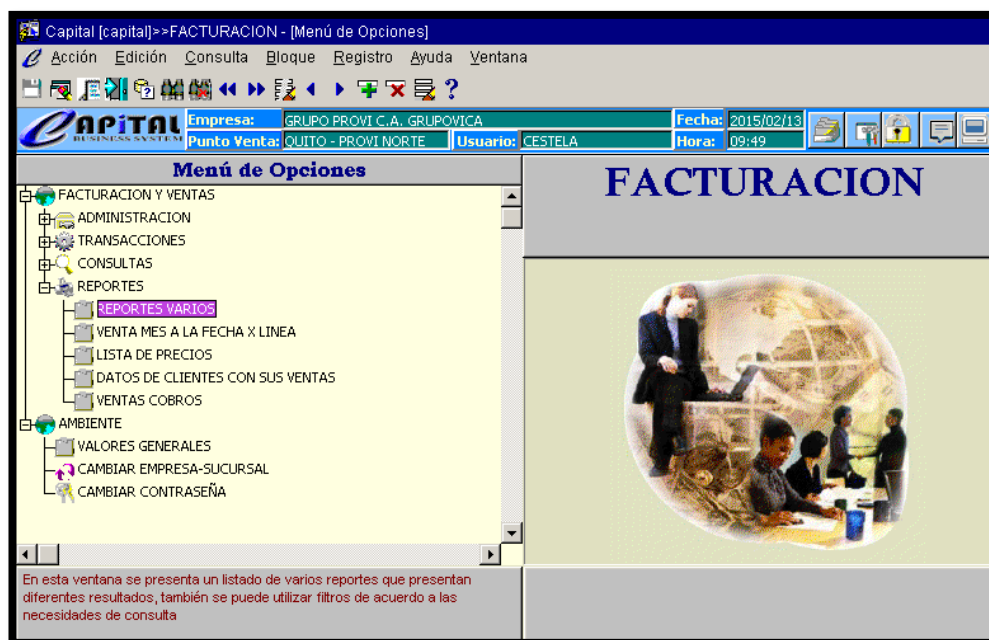 Capital [capital]>>FACTURACION - [Menú de Opciones]
Acción Edición Consulta Bloque Registro Ayuda Ventana
CAPITAL
BUSINESS SYSTEM
Empresa: GRUPO PROVI C.A. GRUPOVICA Fecha: 2015/02/13
Punto Venta: QUITO - PROVI NORTE Usuario: CESTELA Hora: 09:49
Menú de Opciones
FACTURACION
FACTURACION Y VENTAS
ADMINISTRACION
TRANSACCIONES
CONSULTAS
REPORTES
REPORTES VARIOS
VENTA MES A LA FECHA X LINEA
LISTA DE PRECIOS
DATOS DE CLIENTES CON SUS VENTAS
VENTAS COBROS
AMBIENTE
VALORES GENERALES
CAMBIAR EMPRESA-SUCURSAL
CAMBIAR CONTRASEÑA
En esta ventana se presenta un listado de varios reportes que presentan
diferentes resultados, también se puede utilizar filtros de acuerdo a las
necesidades de consulta